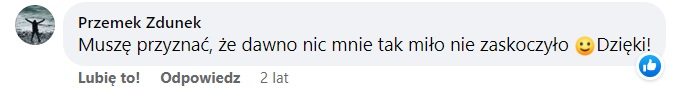 Przemek Zdunek
Muszę przyznać, że dawno nic mnie tak miło nie zaskoczyło 🙂Dzięki!
Lubię to! Odpowiedz 2 lat